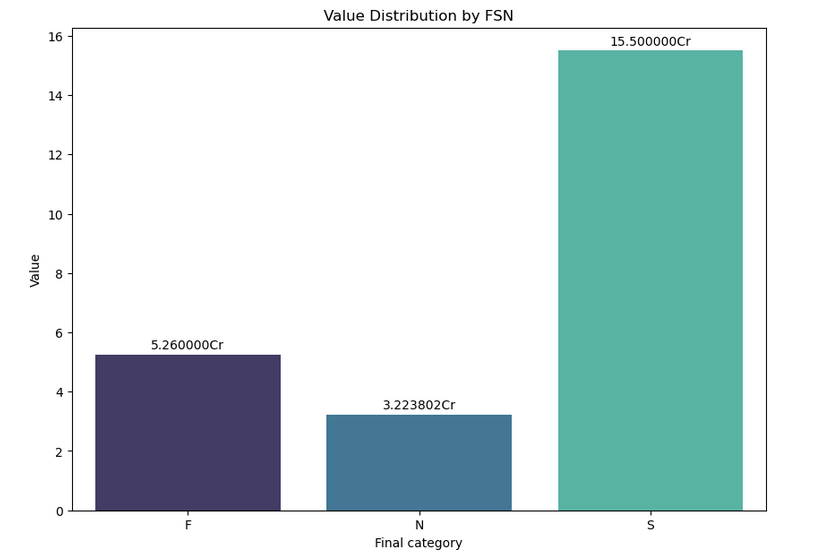 Value Distribution by FSN
16
14
12
10
8
6
4
2
0
Value
5.260000Cr
3.223802Cr
15.500000Cr
F
N
S
Final category